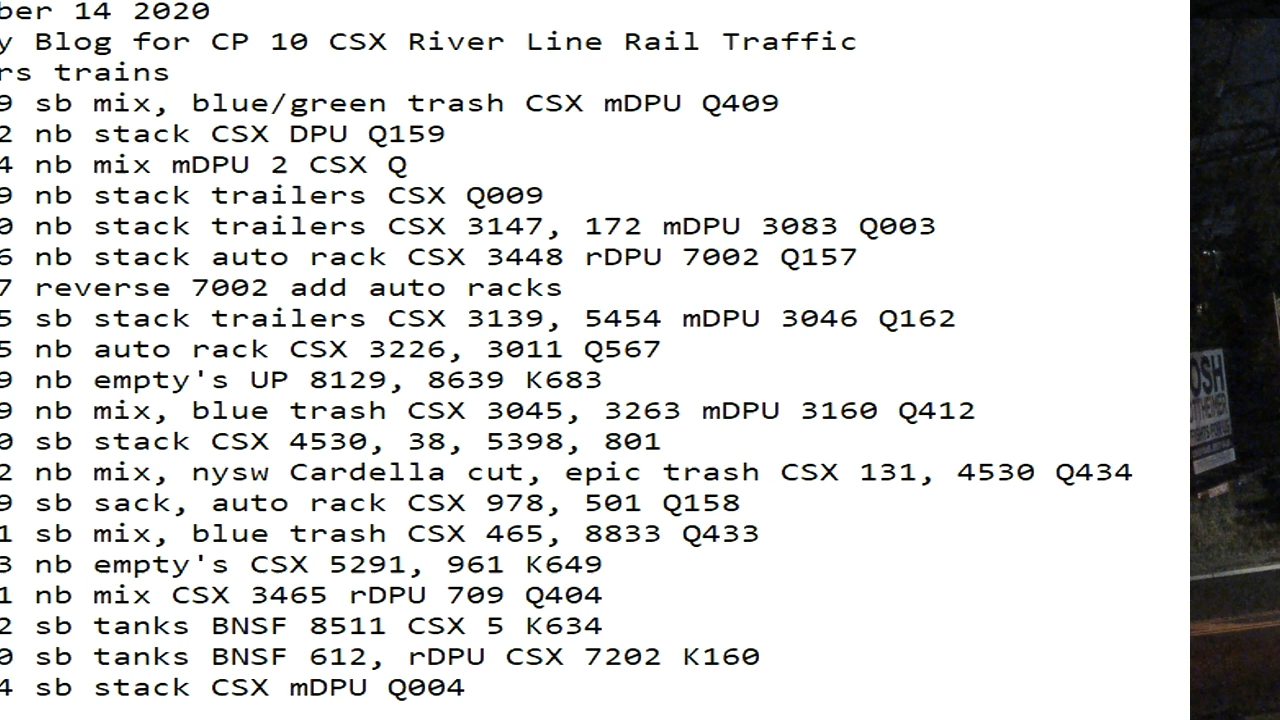 ber 14 2020
y Blog for CP 10 CSX River Line Rail Traffic
rs trains
9 sb mix, blue/green trash CSX mDPU Q409
2 nb stack CSX DPU Q159
4 nb mix mDPU 2 CSX Q
9 nb stack trailers CSX Q009
0 nb stack trailers CSX 3147, 172 mDPU 3083 Q003
6 nb stack auto rack CSX 3448 rDPU 7002 Q157
7 reverse 7002 add auto racks
5 sb stack trailers CSX 3139, 5454 mDPU 3046 Q162
5 nb auto rack CSX 3226, 3011 Q567
9 nb empty's UP 8129, 8639 K683
9 nb mix, blue trash CSX 3045, 3263 mDPU 3160 Q412
0 sb stack CSX 4530, 38, 5398, 801
2 nb mix, nysw Cardella cut, epic trash CSX 131, 4530 Q434
9 sb sack, auto rack CSX 978, 501 Q158
1 sb mix, blue trash CSX 465, 8833 Q433
3 nb empty's CSX 5291, 961 K649
1 nb mix CSX 3465 rDPU 709 Q404
2 sb tanks BNSF 8511 CSX 5 K634
0 sb tanks BNSF 612, rDPU CSX 7202 K160
4 sb stack CSX mDPU Q004
OSH